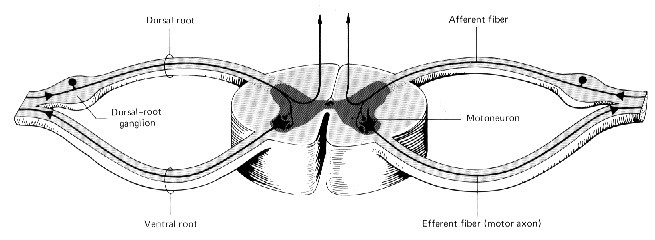 Dorsal root
Afferent fiber
Dorsal-root
ganglion
Motoneuron
Ventral root
Efferent fiber (motor axon)